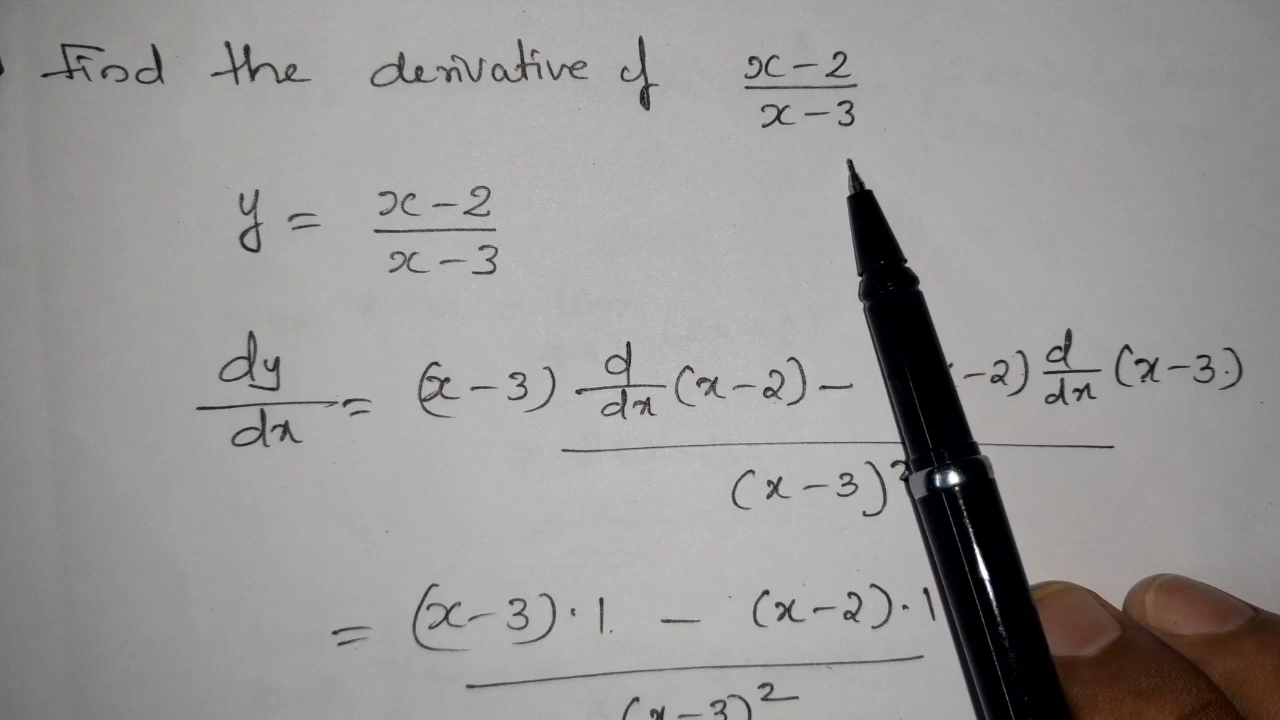 Find the derivative of x-2/x-3
y = x-2/x-3
dy/dx = (x-3) d/dx (x-2) - -2) d/dx (x-3)
(x-3)²
= (x-3)·1 - (x-2)·1
(x-3)²